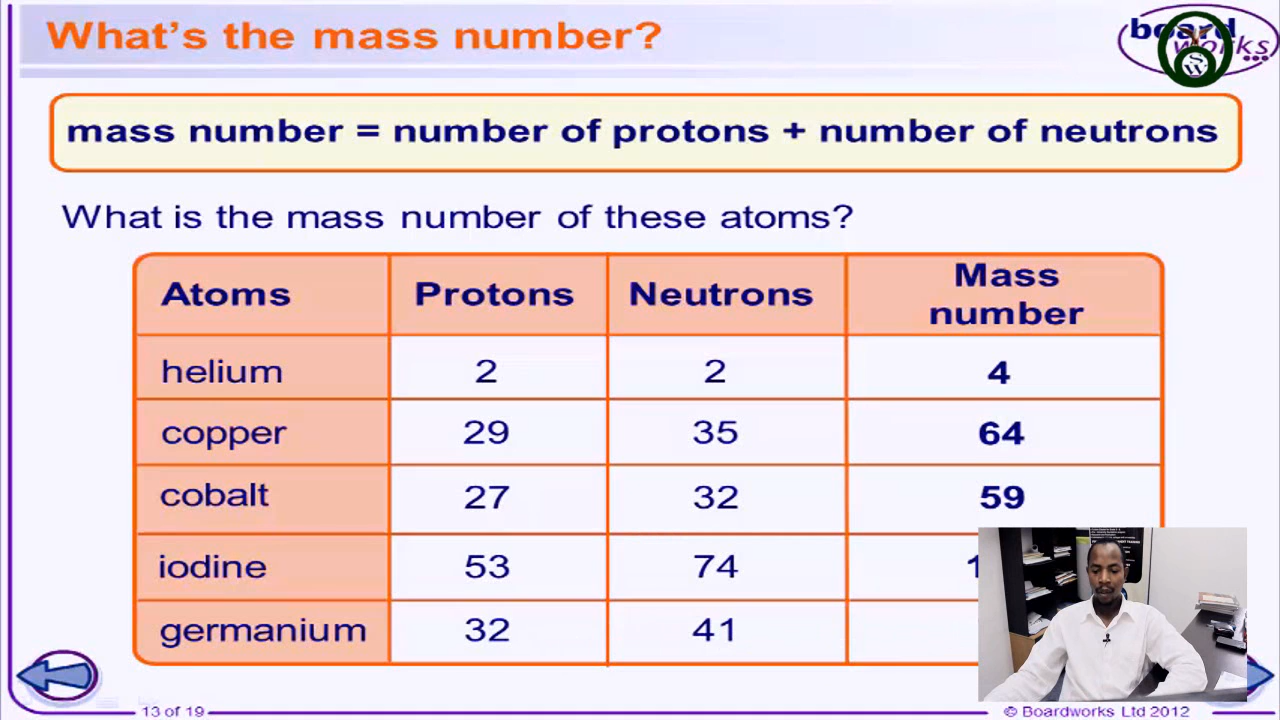 What's the mass number?
board works
mass number = number of protons + number of neutrons
What is the mass number of these atoms?
Atoms Protons Neutrons Mass number
helium 2 2 4
copper 29 35 64
cobalt 27 32 59
iodine 53 74
germanium 32 41
13 of 19
© Boardworks Ltd 2012